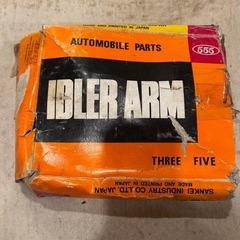 AUTOMOBILE PARTS
555
IDLER ARM
THREE FIVE
SANKEI INDUSTRY CO.LTD. JAPAN
MADE AND PRINTED IN JAPAN